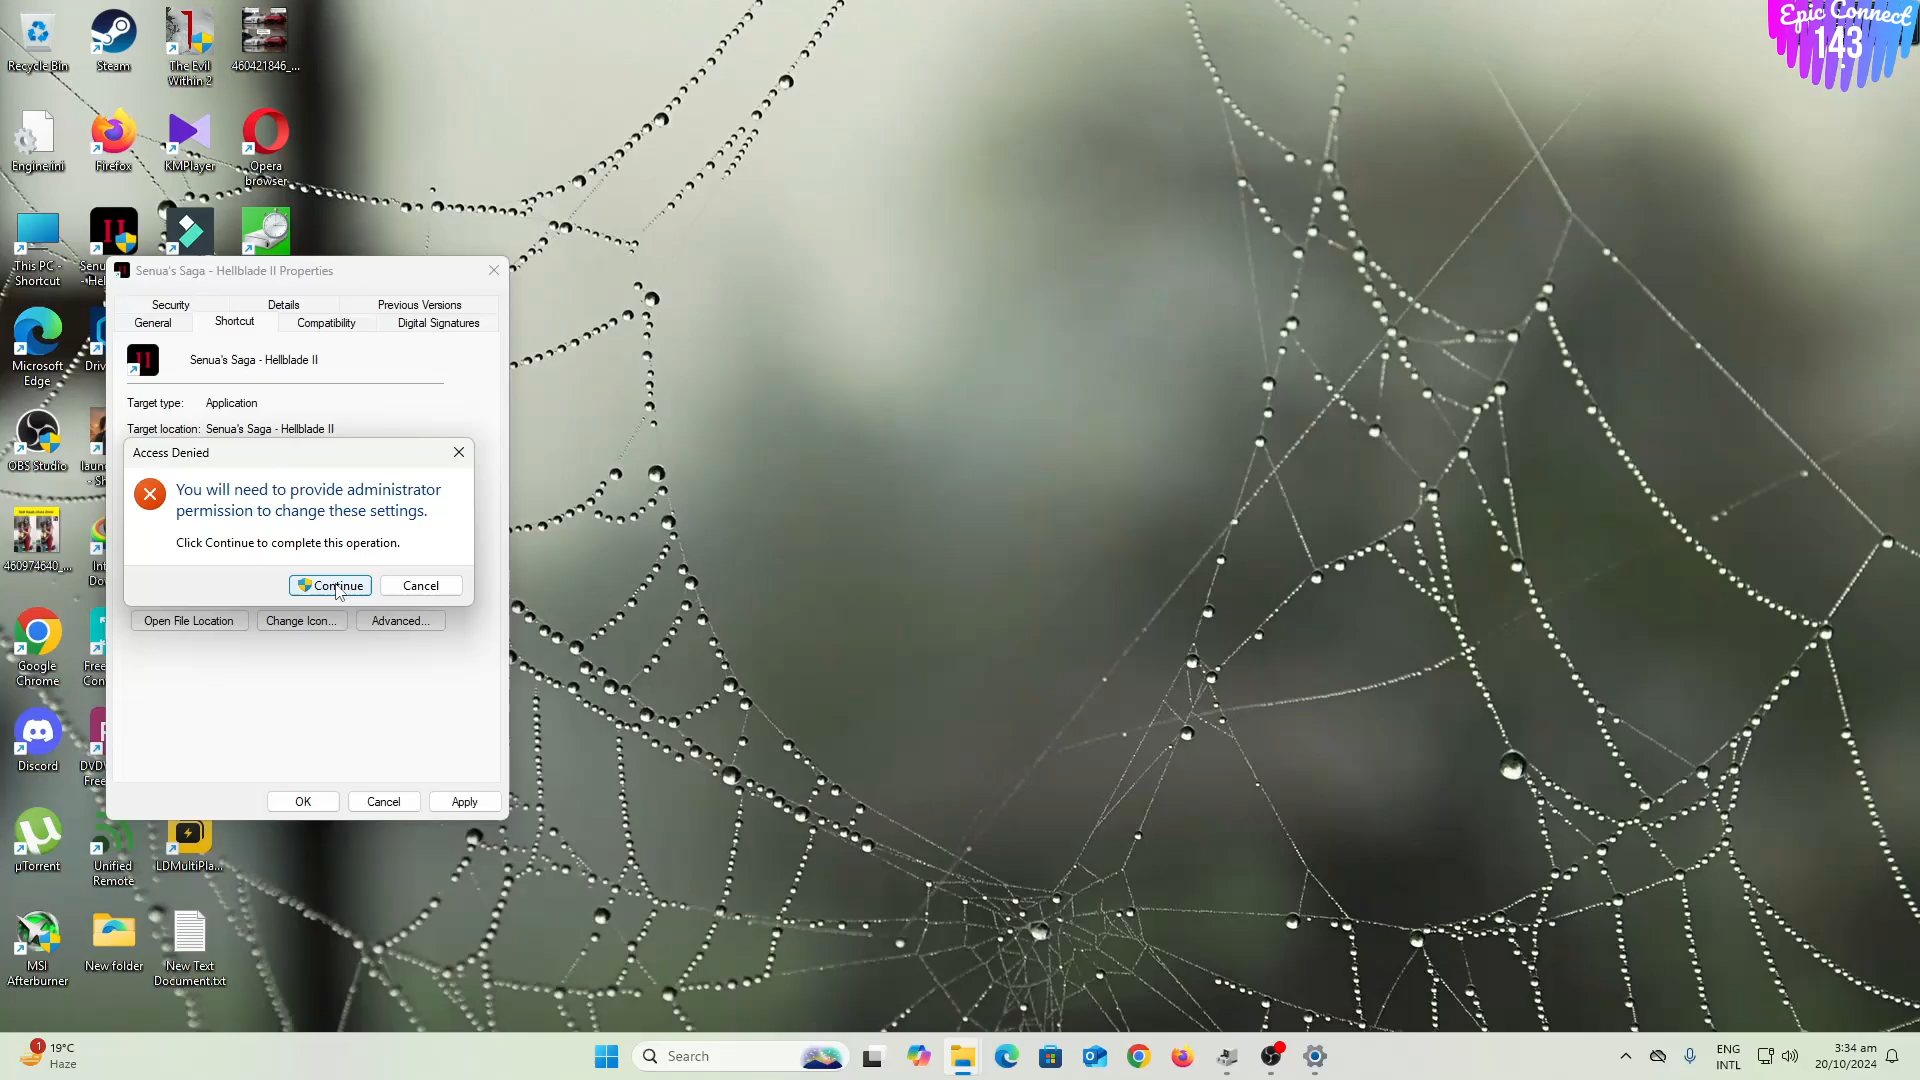 Epic Connect
143
Recycle Bin
Steam
The Evil
Within 2
460421846_...
Engine.ini
Firefox
KMPlayer
Opera
browser
This PC -
Shortcut
Microsoft
Edge
OBS Studio
460974640_...
Google
Chrome
Discord
µTorrent
Unified
Remote
LDMultiPla...
MSI
Afterburner
New folder
New Text
Document.txt
Senua's Saga - Hellblade II Properties
Security
Details
Previous Versions
General
Shortcut
Compatibility
Digital Signatures
Senua's Saga - Hellblade II
Target type:
Application
Target location:
Senua's Saga - Hellblade II
Access Denied
You will need to provide administrator
permission to change these settings.
Click Continue to complete this operation.
Continue
Cancel
Open File Location
Change Icon...
Advanced...
OK
Cancel
Apply
1
19°C
Haze
Search
ENG
INTL
3:34 am
20/10/2024